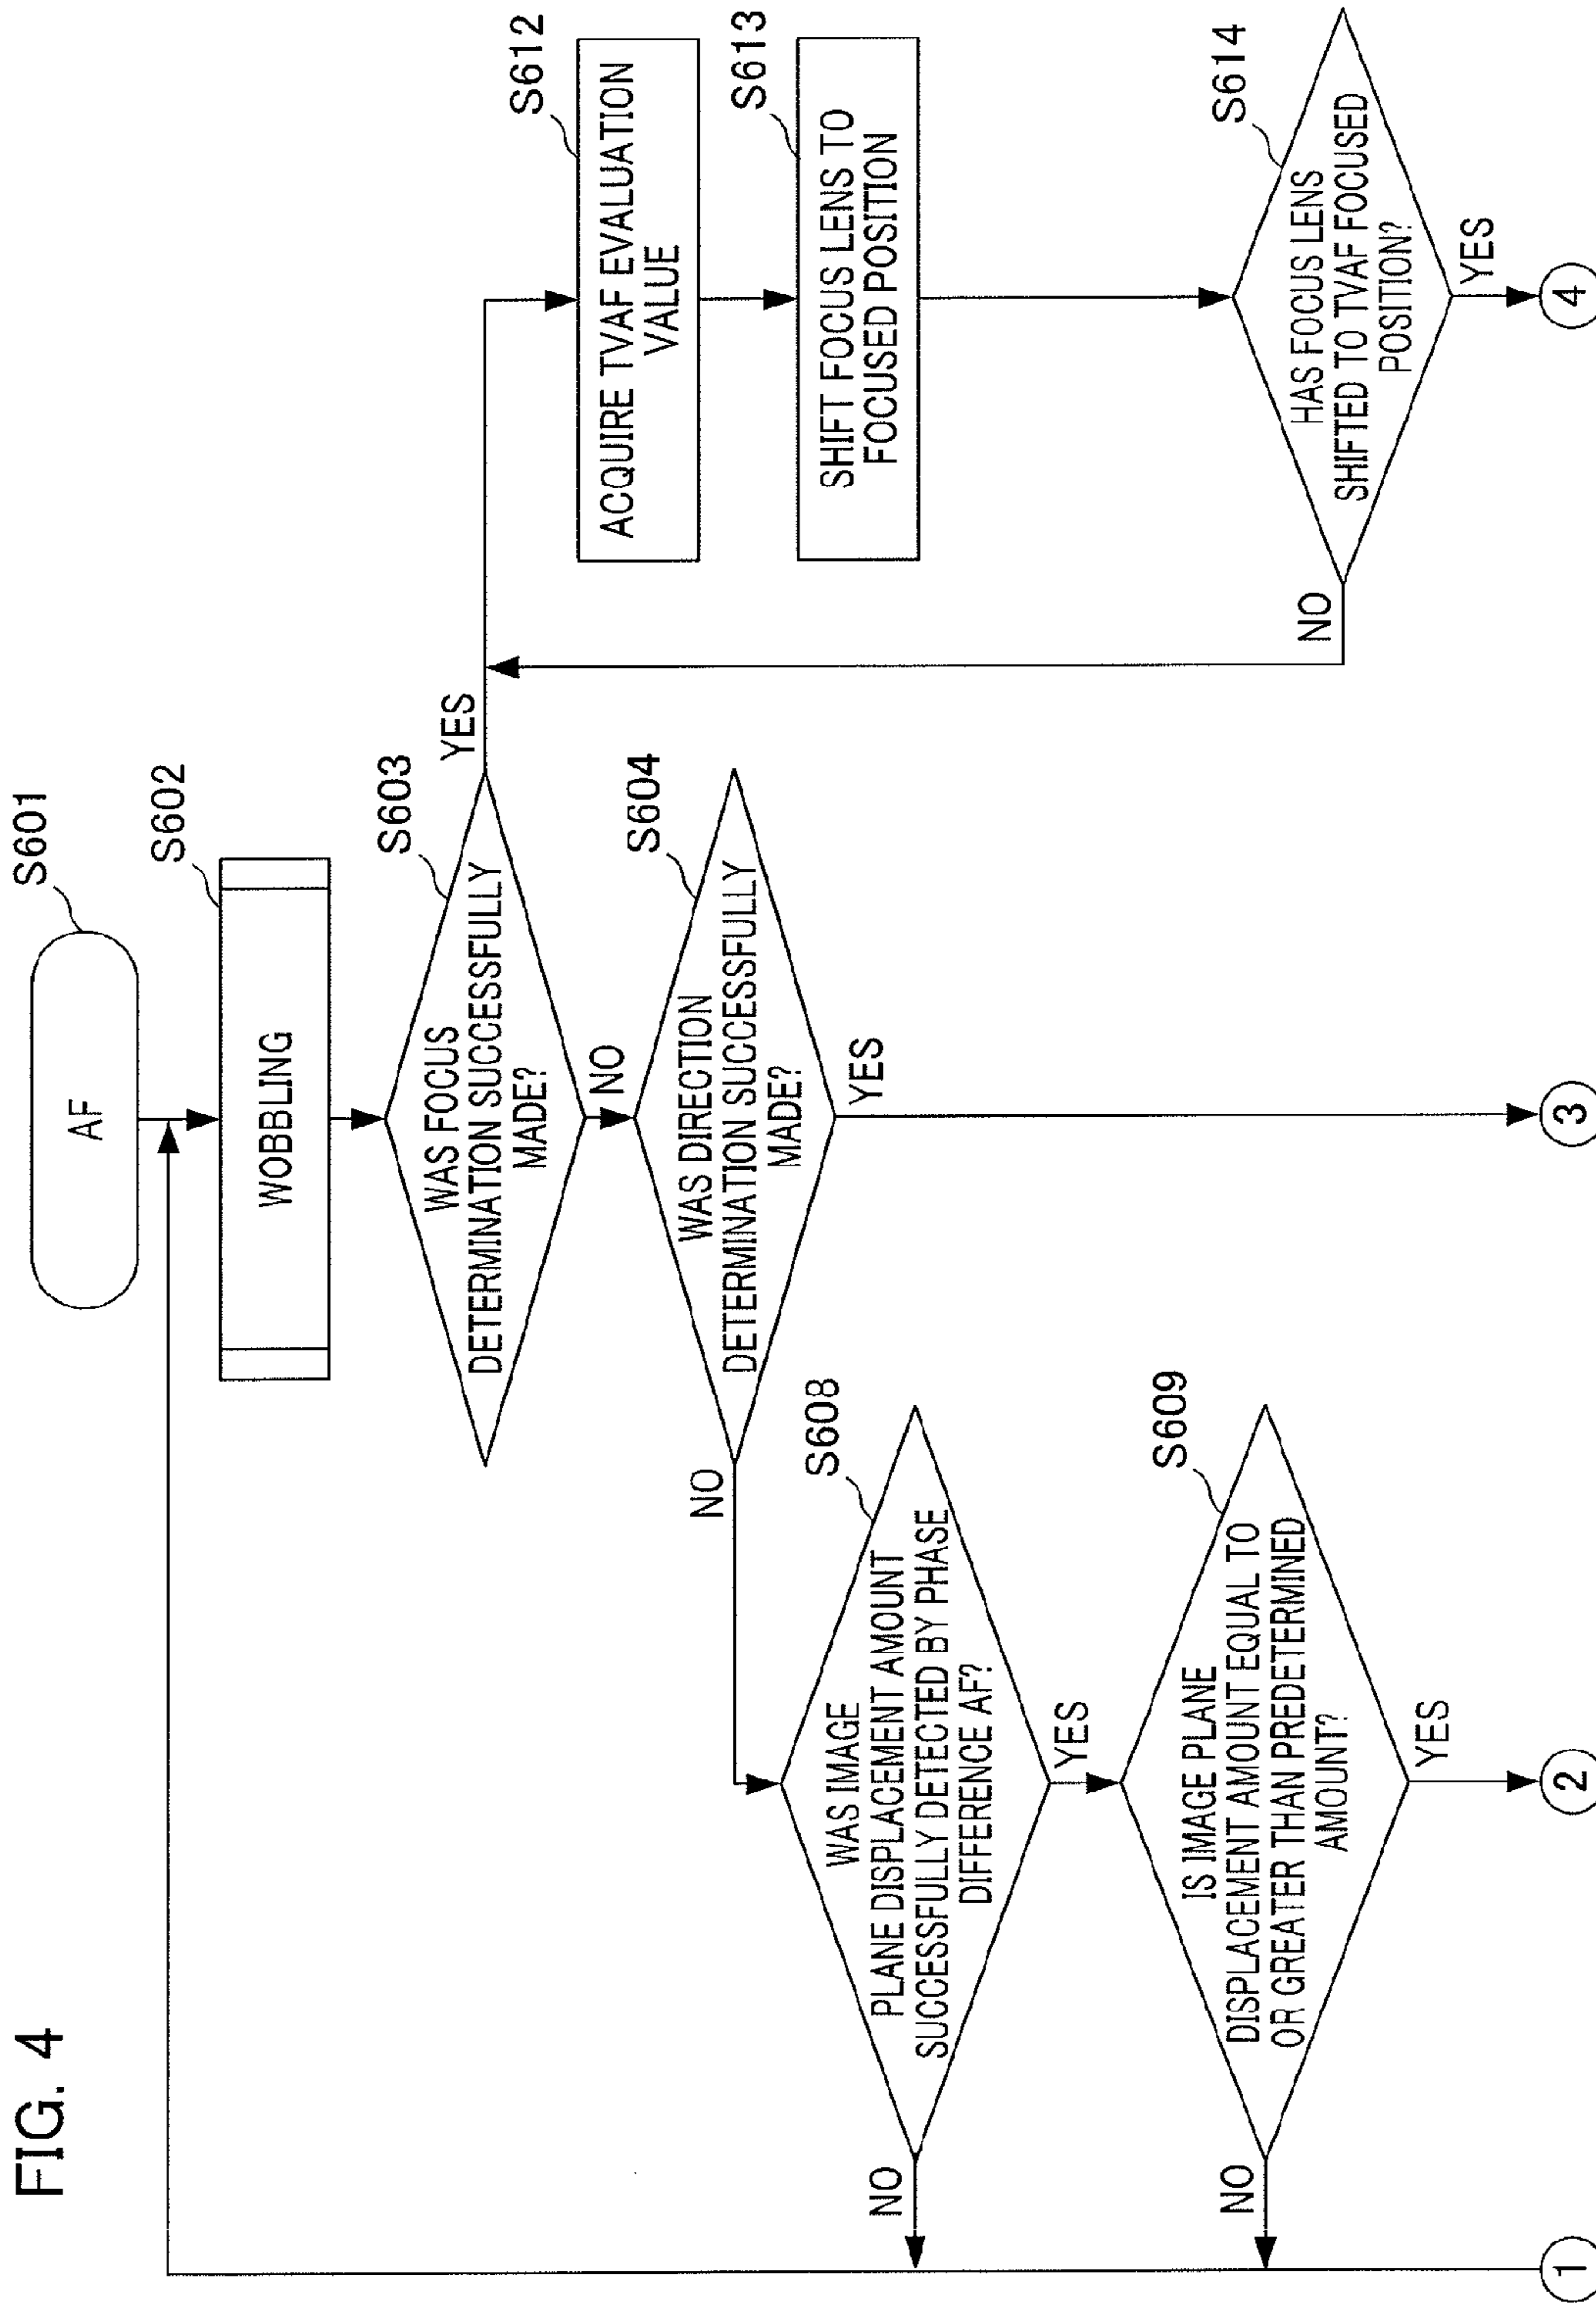 FIG. 4
AF
S601
WOBBLING
S602
WAS FOCUS
DETERMINATION SUCCESSFULLY
MADE?
S603
YES
NO
WAS DIRECTION
DETERMINATION SUCCESSFULLY
MADE?
S604
NO
YES
WAS IMAGE
PLANE DISPLACEMENT AMOUNT
SUCCESSFULLY DETECTED BY PHASE
DIFFERENCE AF?
S608
NO
YES
IS IMAGE PLANE
DISPLACEMENT AMOUNT EQUAL TO
OR GREATER THAN PREDETERMINED
AMOUNT?
S609
NO
YES
ACQUIRE TVAF EVALUATION
VALUE
S612
SHIFT FOCUS LENS TO
FOCUSED POSITION
S613
HAS FOCUS LENS
SHIFTED TO TVAF FOCUSED
POSITION?
S614
NO
YES
1
2
3
4